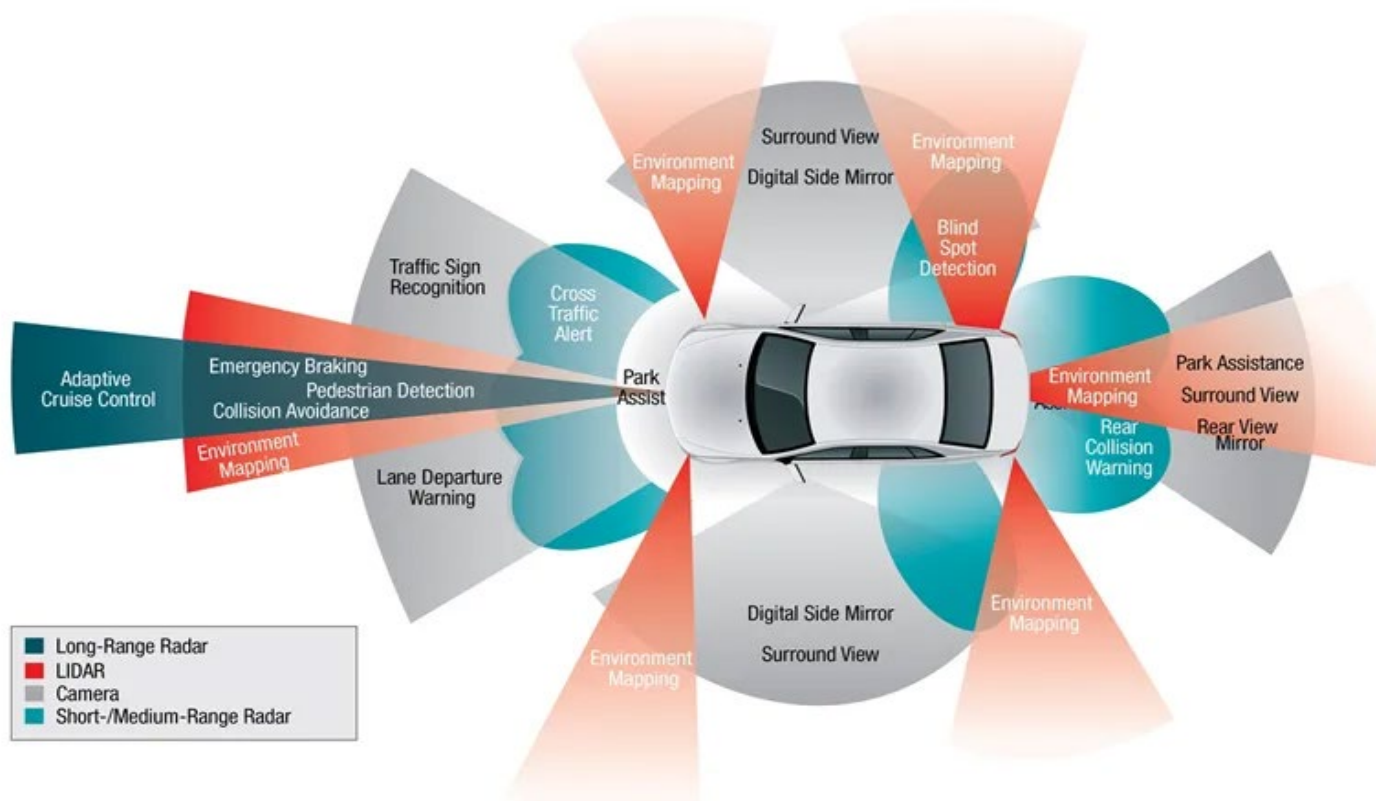 Surround View
Digital Side Mirror
Environment
Mapping
Environment
Mapping
Blind
Spot
Detection
Traffic Sign
Recognition
Cross
Traffic
Alert
Adaptive
Cruise Control
Emergency Braking
Pedestrian Detection
Collision Avoidance
Environment
Mapping
Lane Departure
Warning
Park
Assist
Environment
Mapping
Rear
Collision
Warning
Park Assistance
Surround View
Rear View
Mirror
Digital Side Mirror
Surround View
Environment
Mapping
Environment
Mapping
Long-Range Radar
LIDAR
Camera
Short-/Medium-Range Radar